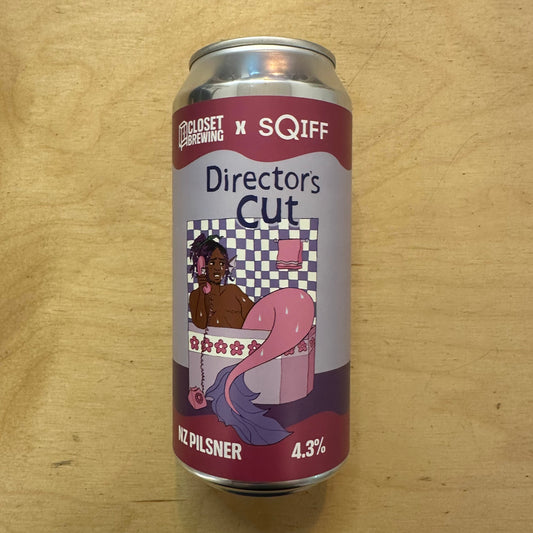 CLOSET BREWING x SQIFF
Director's
Cut
NZ PILSNER 4.3%